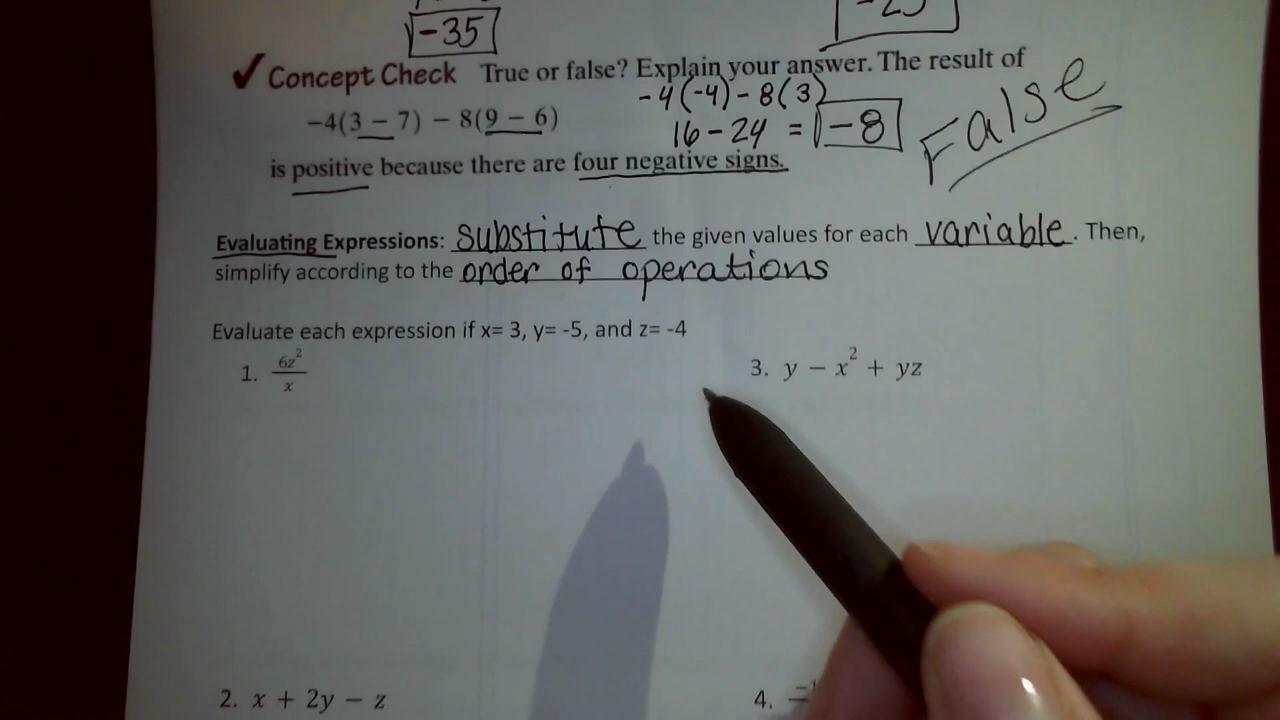 -35
✓ Concept Check True or false? Explain your answer. The result of
-4(3 - 7) - 8(9 - 6)
-4(-4) - 8(3)
16 - 24 = -8
False
is positive because there are four negative signs.
Evaluating Expressions: substitute the given values for each variable. Then,
simplify according to the order of operations
Evaluate each expression if x= 3, y= -5, and z= -4
1. 6z²/x
3. y − x² + yz
2. x + 2y − z
4.